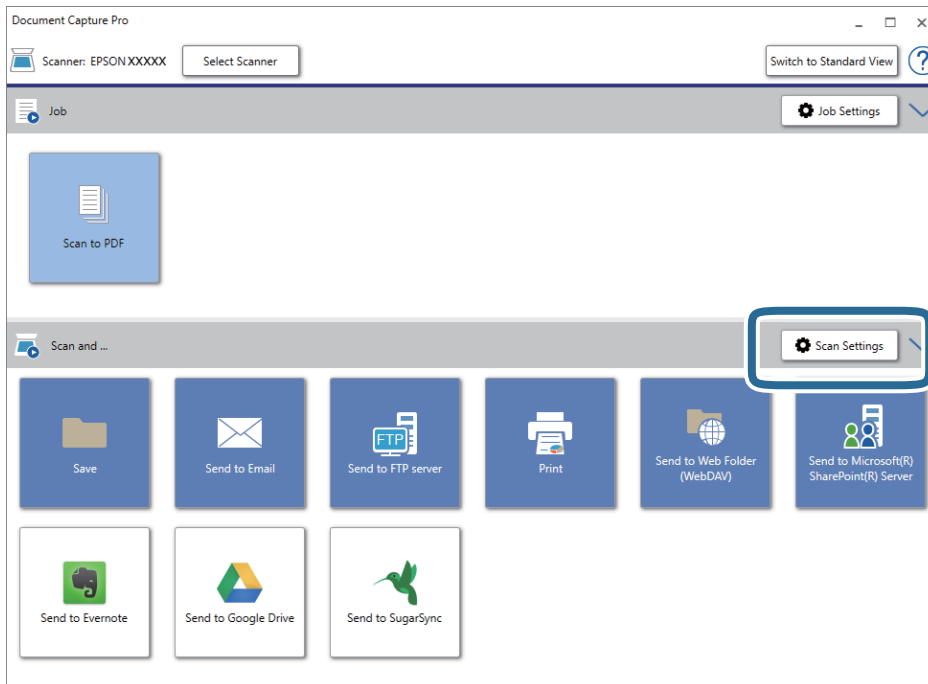 Document Capture Pro
Scanner: EPSON XXXXX
Select Scanner
Switch to Standard View
?
Job
Job Settings
Scan to PDF
Scan and ...
Scan Settings
Save
Send to Email
FTP
Send to FTP server
Print
Send to Web Folder
(WebDAV)
Send to Microsoft(R)
SharePoint(R) Server
Send to Evernote
Send to Google Drive
Send to SugarSync